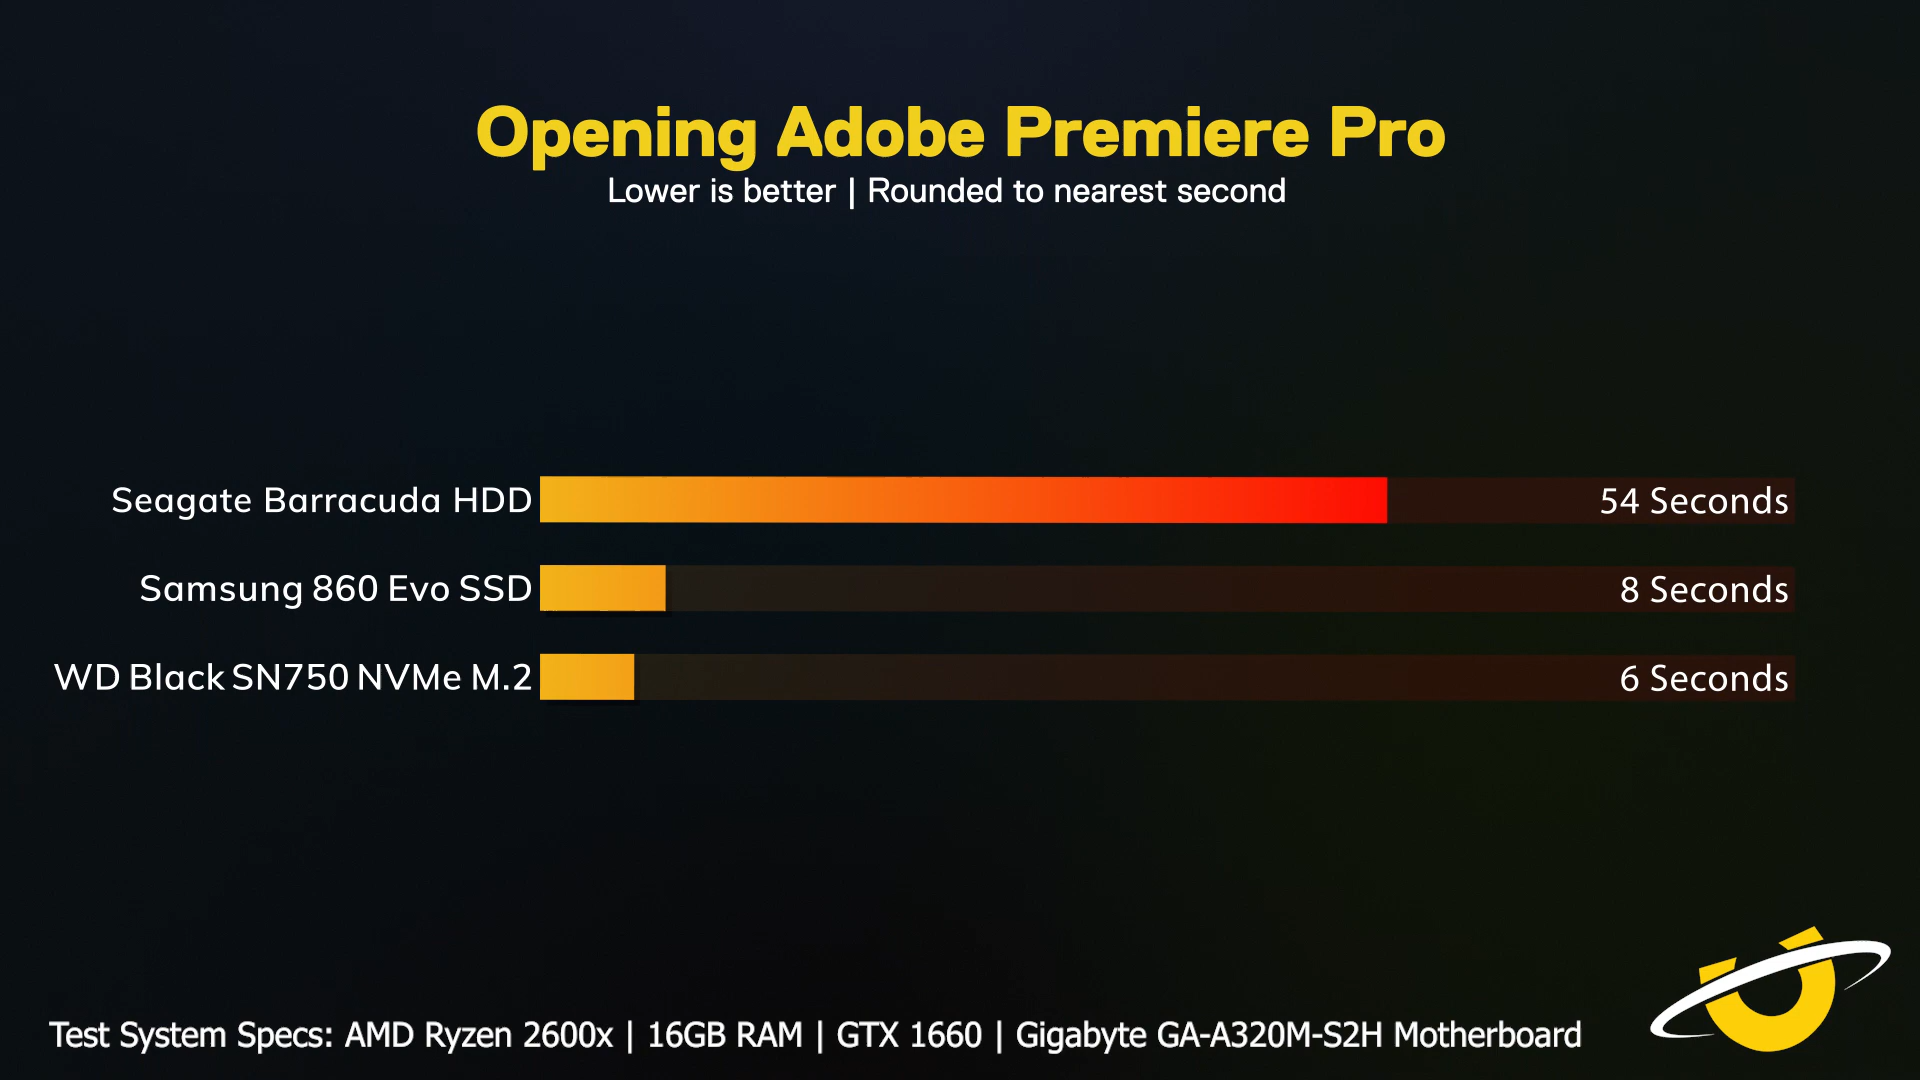 Opening Adobe Premiere Pro
Lower is better | Rounded to nearest second
Seagate Barracuda HDD 54 Seconds
Samsung 860 Evo SSD 8 Seconds
WD Black SN750 NVMe M.2 6 Seconds
Test System Specs: AMD Ryzen 2600x | 16GB RAM | GTX 1660 | Gigabyte GA-A320M-S2H Motherboard